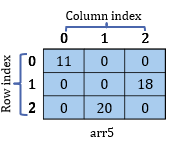 Column index
0 1 2
Row index
0 11 0 0
1 0 0 18
2 0 20 0
arr5